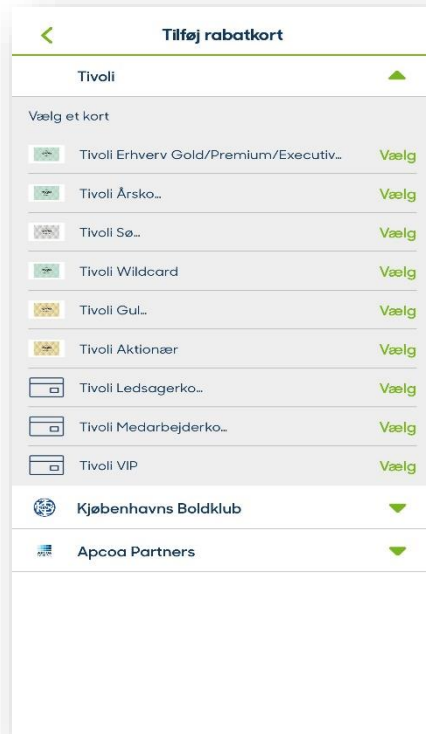 Tilføj rabatkort
Tivoli
Vælg et kort
Tivoli Erhverv Gold/Premium/Executiv… Vælg
Tivoli Årsko… Vælg
Tivoli Sø… Vælg
Tivoli Wildcard Vælg
Tivoli Gul… Vælg
Tivoli Aktionær Vælg
Tivoli Ledsagerko… Vælg
Tivoli Medarbejderko… Vælg
Tivoli VIP Vælg
Kjøbenhavns Boldklub
Apcoa Partners